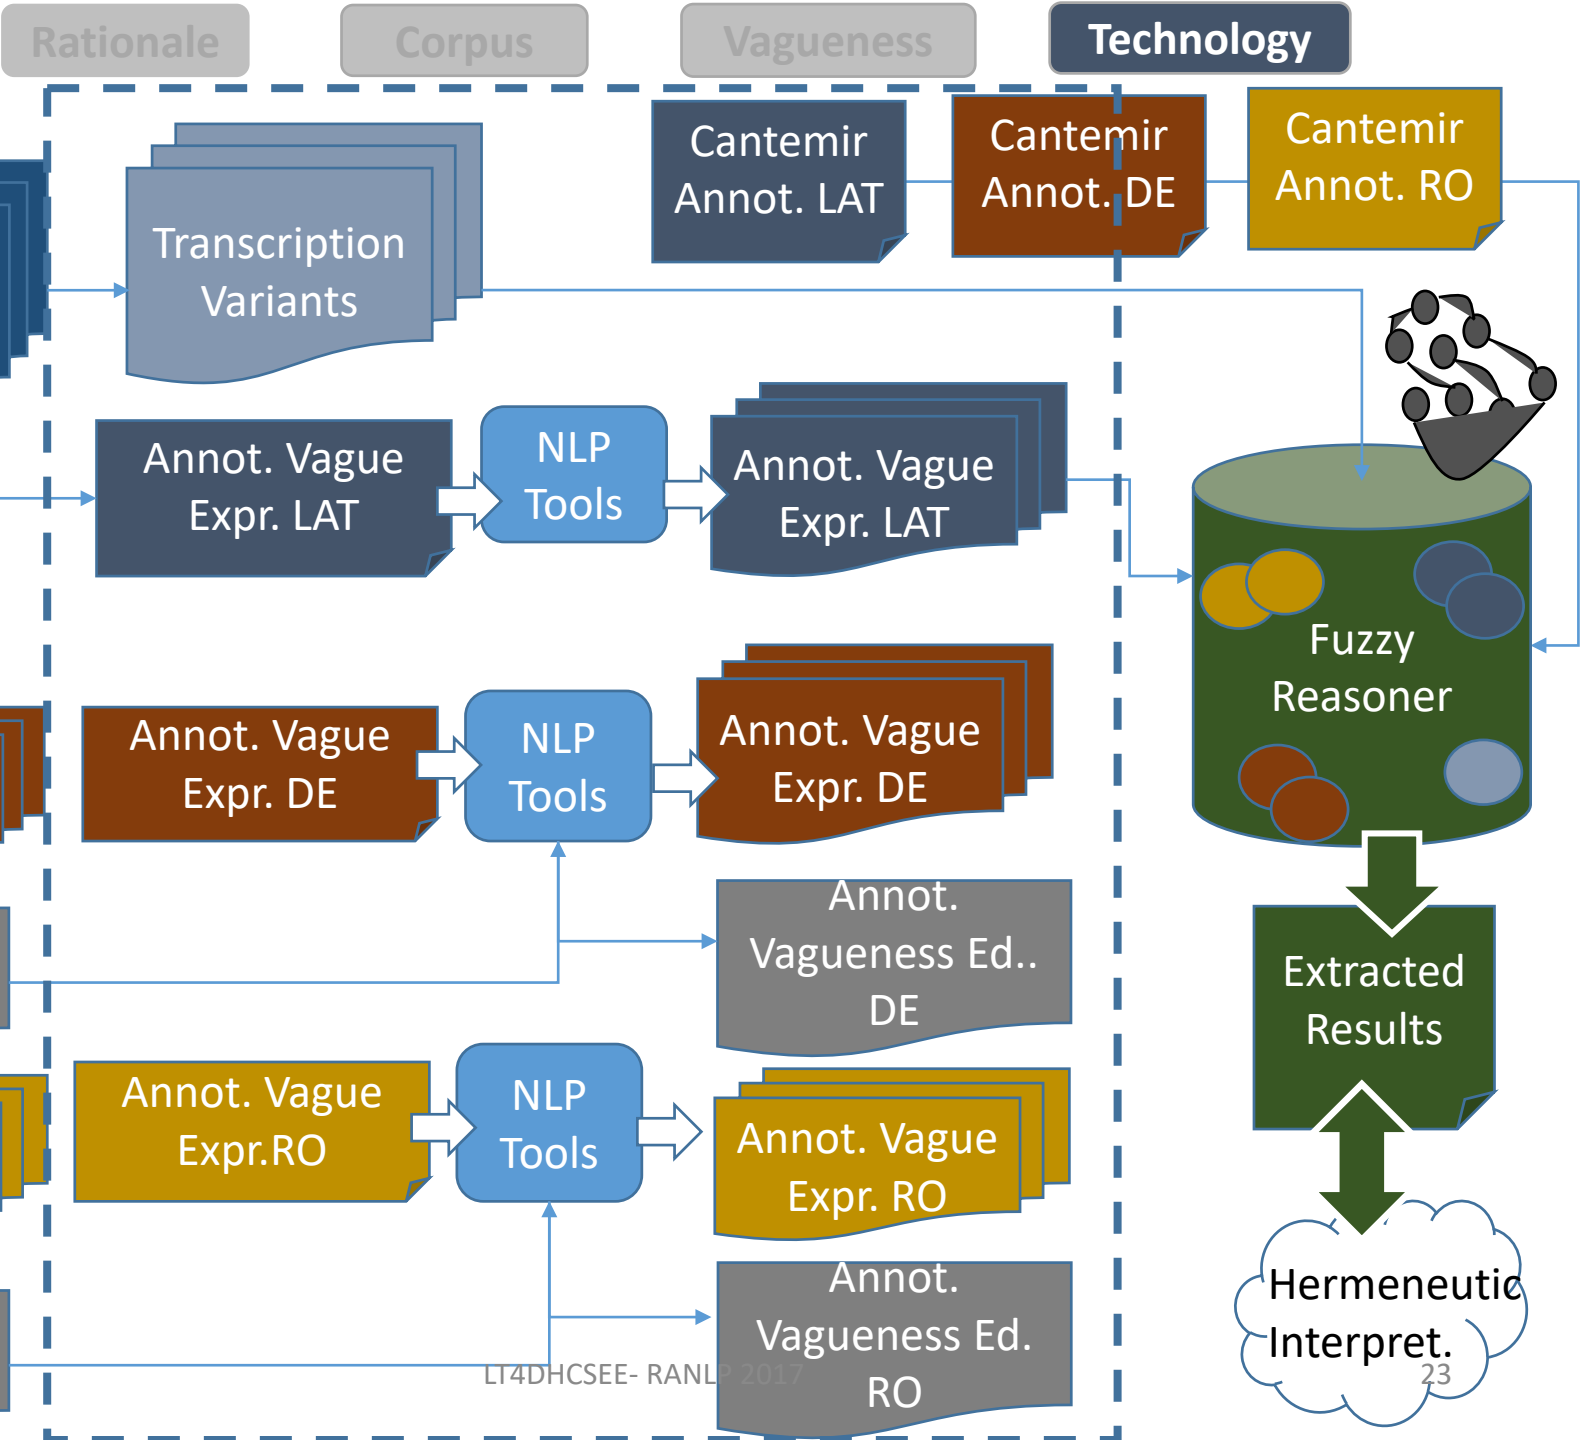 Rationale
Corpus
Vagueness
Technology
Cantemir
Annot. LAT
Cantemir
Annot. DE
Cantemir
Annot. RO
Transcription
Variants
Annot. Vague
Expr. LAT
NLP
Tools
Annot. Vague
Expr. LAT
Fuzzy
Reasoner
Annot. Vague
Expr. DE
NLP
Tools
Annot. Vague
Expr. DE
Annot.
Vagueness Ed..
DE
Extracted
Results
Annot. Vague
Expr.RO
NLP
Tools
Annot. Vague
Expr. RO
Annot.
Vagueness Ed.
RO
Hermeneutic
Interpret.
LT4DHCSEE- RANLP 2017
23